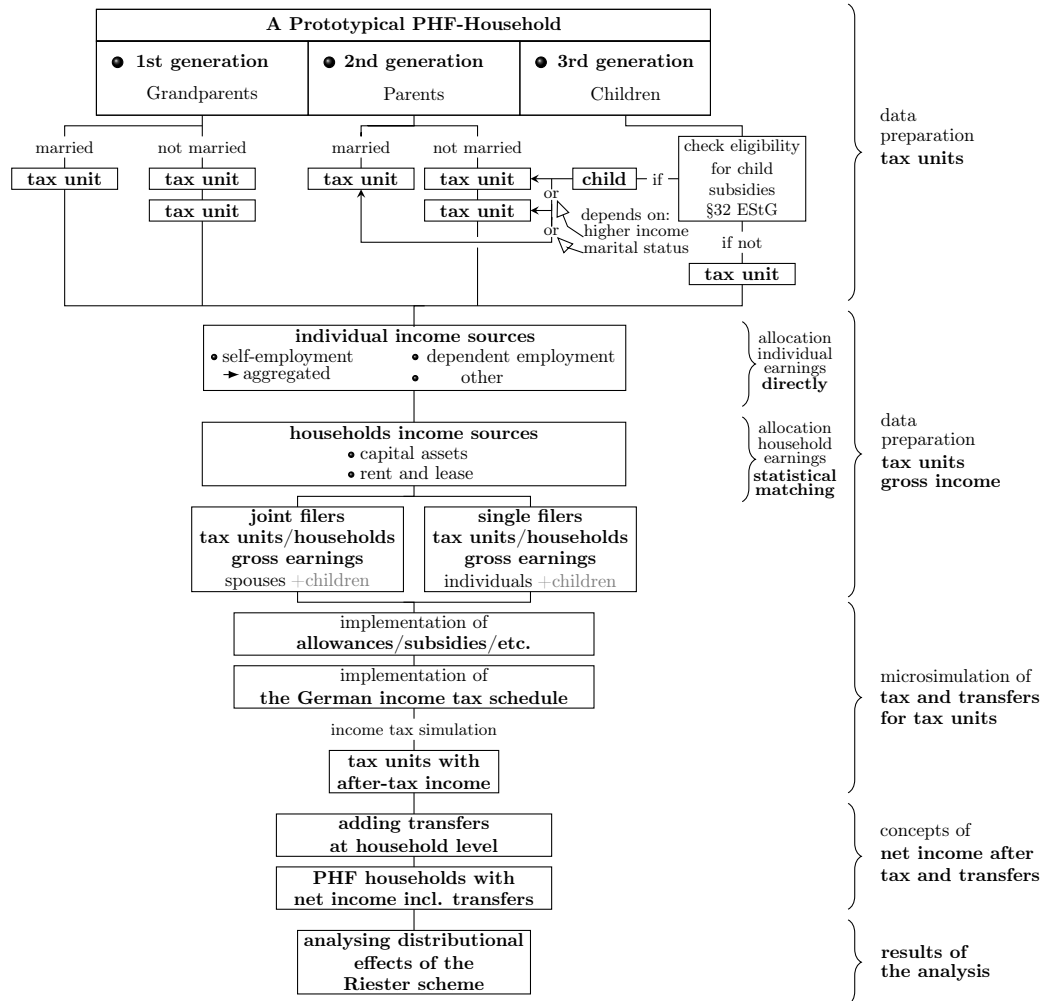 A Prototypical PHF-Household
1st generation
Grandparents
2nd generation
Parents
3rd generation
Children
married
not married
married
not married
check eligibility
for child
subsidies
§32 EStG
tax unit
tax unit
tax unit
tax unit
child
if
tax unit
tax unit
or
or
depends on:
higher income
marital status
if not
tax unit
data
preparation
tax units
individual income sources
self-employment
aggregated
dependent employment
other
allocation
individual
earnings
directly
households income sources
capital assets
rent and lease
allocation
household
earnings
statistical
matching
data
preparation
tax units
gross income
joint filers
tax units/households
gross earnings
spouses +children
single filers
tax units/households
gross earnings
individuals +children
implementation of
allowances/subsidies/etc.
implementation of
the German income tax schedule
income tax simulation
tax units with
after-tax income
microsimulation of
tax and transfers
for tax units
adding transfers
at household level
PHF households with
net income incl. transfers
concepts of
net income after
tax and transfers
analysing distributional
effects of the
Riester scheme
results of
the analysis